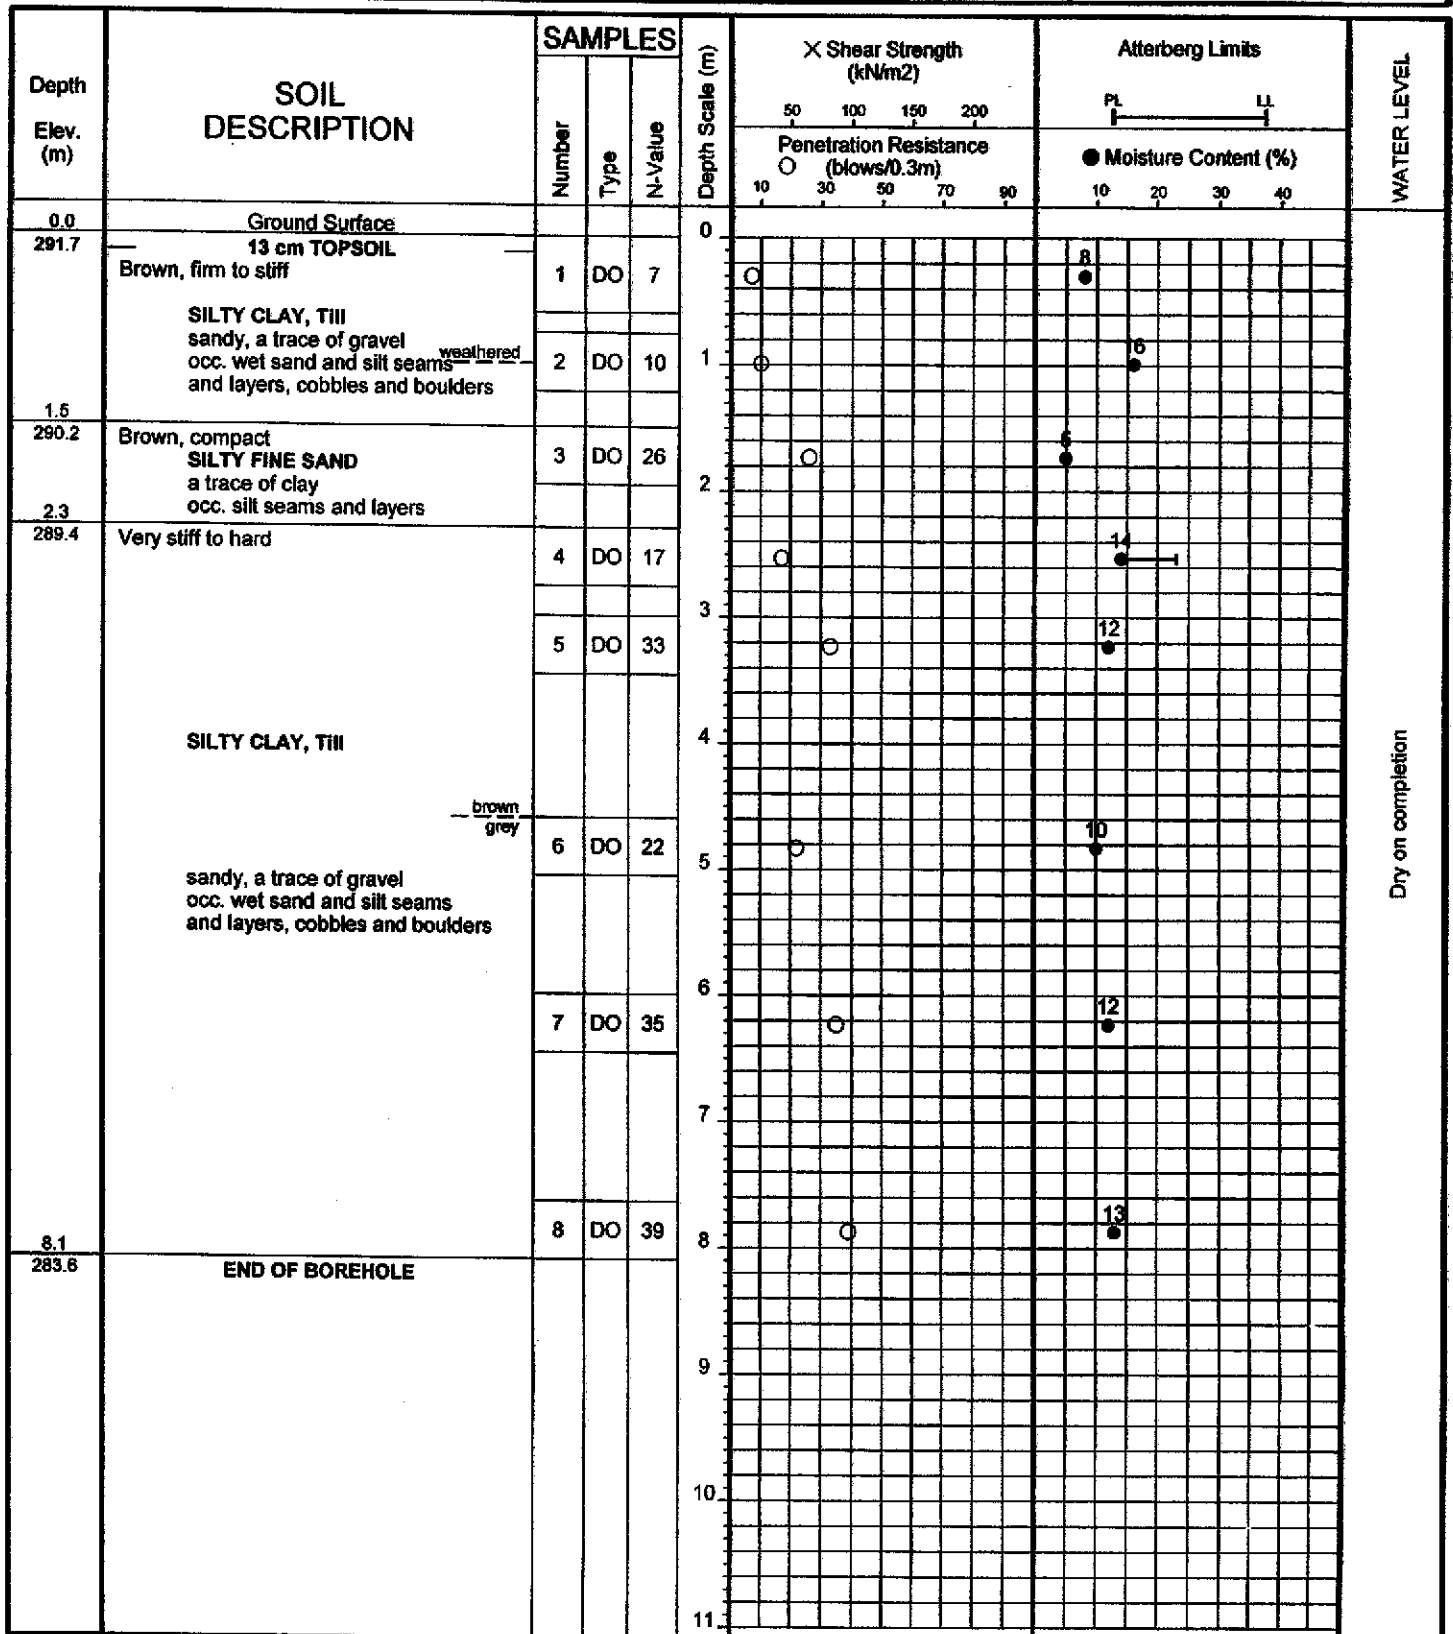 Depth
Elev.
(m)
SOIL
DESCRIPTION
SAMPLES
Number
Type
N-Value
Depth Scale (m)
× Shear Strength
(kN/m2)
50 100 150 200
Penetration Resistance
(blows/0.3m)
10 30 50 70 90
Atterberg Limits
PL LL
● Moisture Content (%)
10 20 30 40
WATER LEVEL
0.0 Ground Surface 0
291.7 13 cm TOPSOIL
Brown, firm to stiff
1 DO 7 8
SILTY CLAY, Till
sandy, a trace of gravel
occ. wet sand and silt seams weathered
and layers, cobbles and boulders
2 DO 10 1 16
1.5
290.2 Brown, compact
SILTY FINE SAND
a trace of clay
occ. silt seams and layers
3 DO 26 5
2
2.3
289.4 Very stiff to hard
4 DO 17 14
3
5 DO 33 12
SILTY CLAY, Till 4
brown
grey
6 DO 22 10
5
sandy, a trace of gravel
occ. wet sand and silt seams
and layers, cobbles and boulders
Dry on completion
6
7 DO 35 12
7
8 DO 39 13
8
8.1
283.6 END OF BOREHOLE
9
10
11